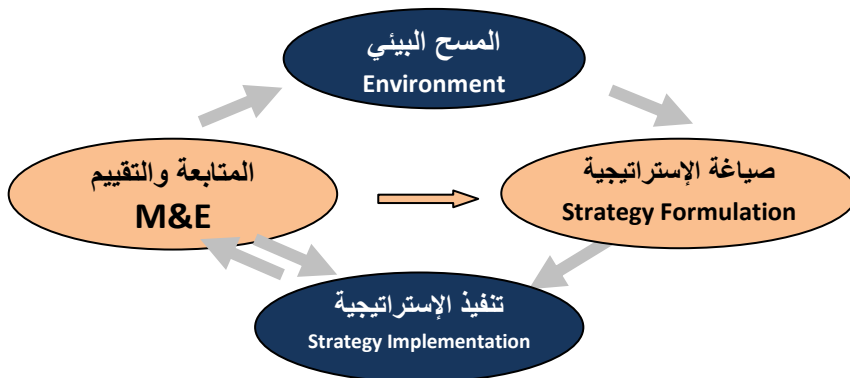 المسح البيئي
Environment
المتابعة والتقييم
M&E
صياغة الإستراتيجية
Strategy Formulation
تنفيذ الإستراتيجية
Strategy Implementation